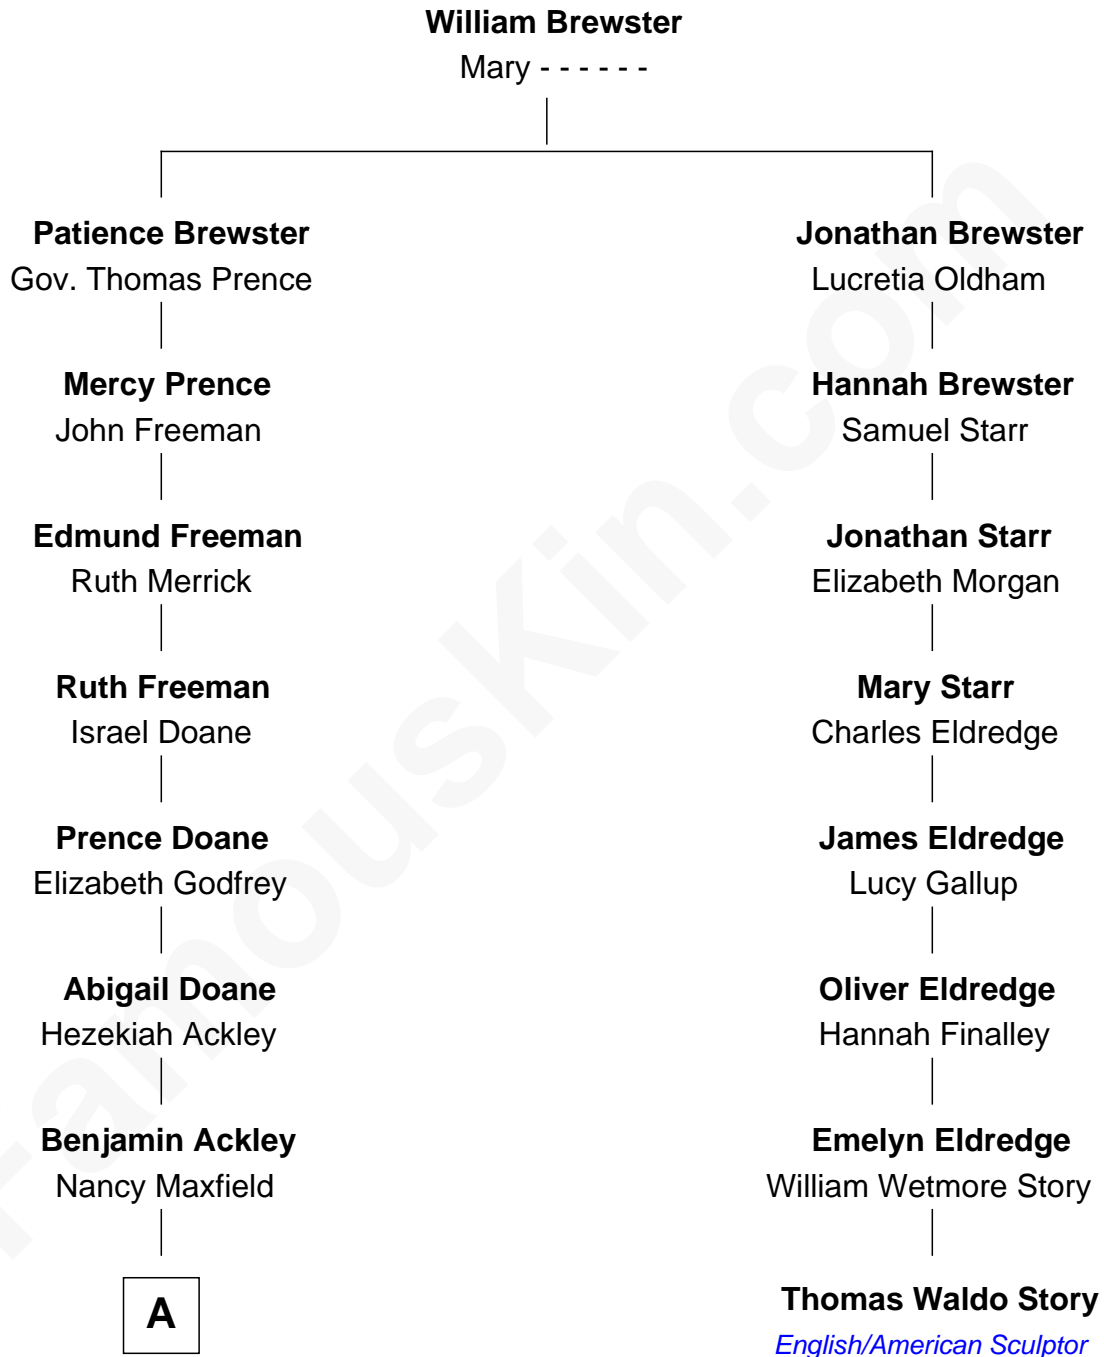 William Brewster
Mary - - - - - -
Patience Brewster
Gov. Thomas Prence
Jonathan Brewster
Lucretia Oldham
Mercy Prence
John Freeman
Hannah Brewster
Samuel Starr
Edmund Freeman
Ruth Merrick
Jonathan Starr
Elizabeth Morgan
Ruth Freeman
Israel Doane
Mary Starr
Charles Eldredge
Prence Doane
Elizabeth Godfrey
James Eldredge
Lucy Gallup
Abigail Doane
Hezekiah Ackley
Oliver Eldredge
Hannah Finalley
Benjamin Ackley
Nancy Maxfield
Emelyn Eldredge
William Wetmore Story
A
Thomas Waldo Story
English/American Sculptor
FamousKin.com